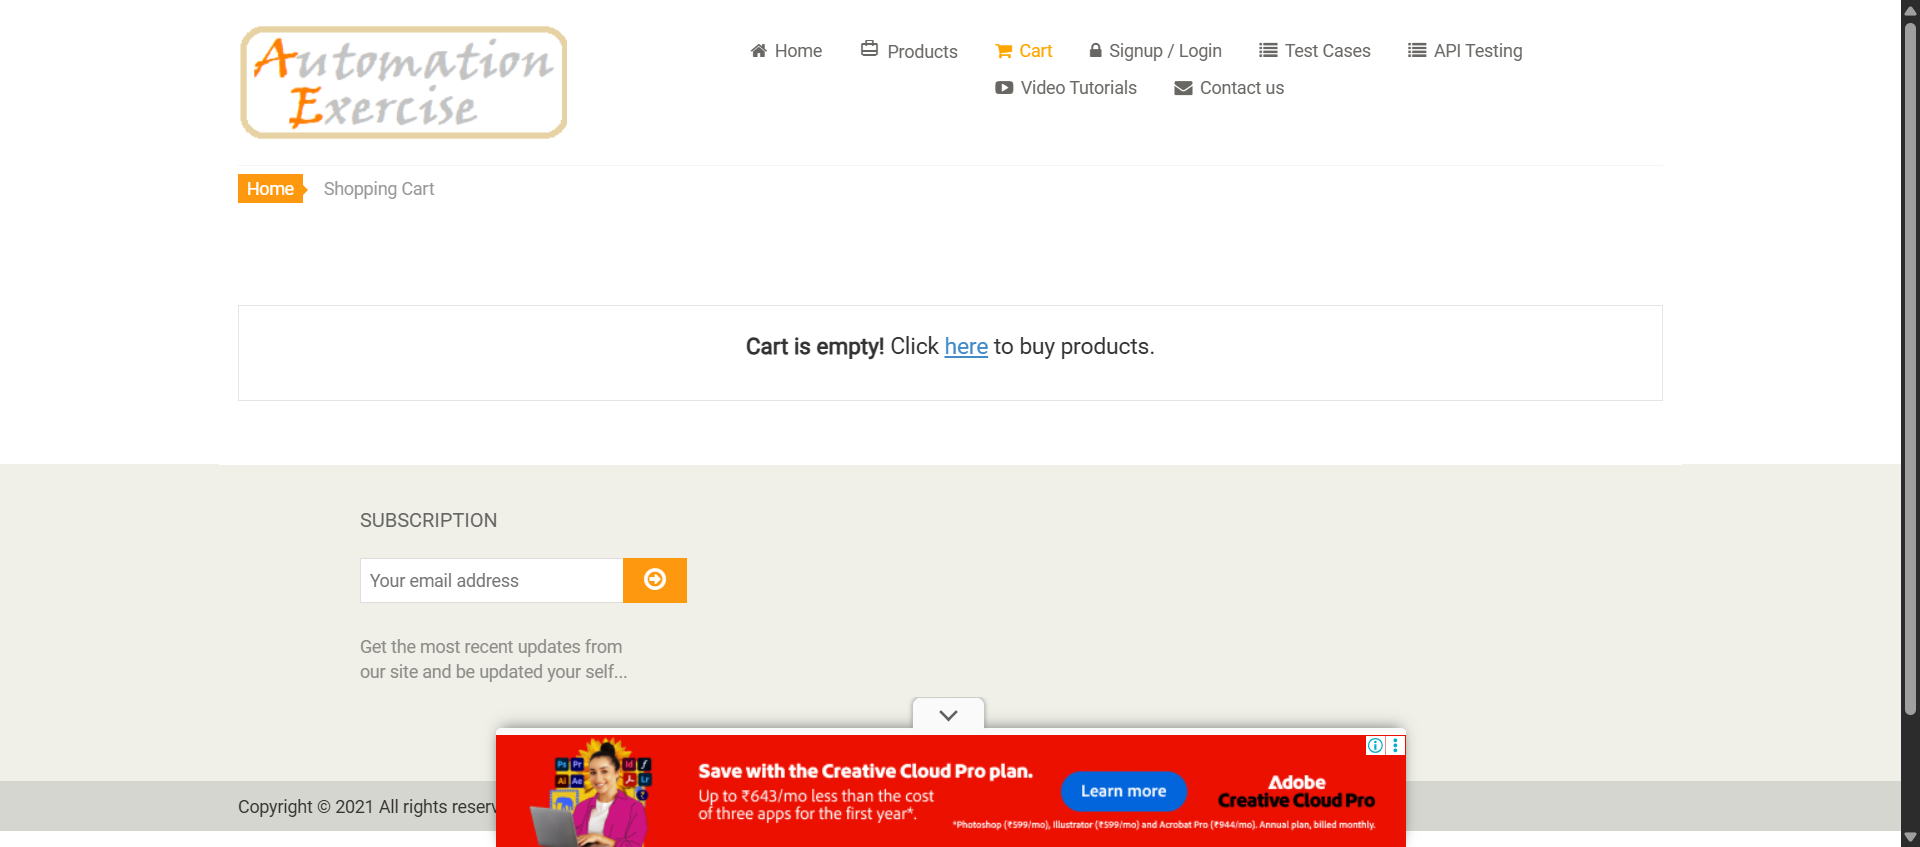 Automation
Exercise
Home
Products
Cart
Signup / Login
Test Cases
API Testing
Video Tutorials
Contact us
Home
Shopping Cart
Cart is empty! Click here to buy products.
SUBSCRIPTION
Your email address
Get the most recent updates from
our site and be updated your self...
Copyright © 2021 All rights reserv
Ps Pr Id f
Ai Ae Lr
Save with the Creative Cloud Pro plan.
Up to ₹643/mo less than the cost
of three apps for the first year*.
Learn more
Adobe
Creative Cloud Pro
*Photoshop (₹599/mo), Illustrator (₹599/mo) and Acrobat Pro (₹944/mo). Annual plan, billed monthly.